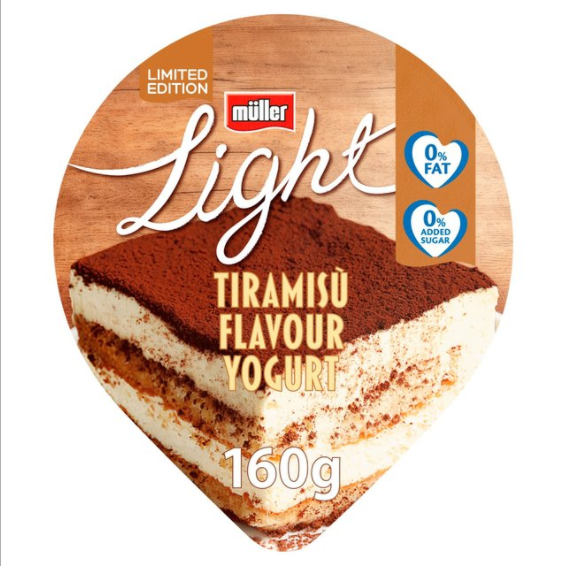 LIMITED
EDITION
müller
Light
0%
FAT
0%
ADDED
SUGAR
TIRAMISÙ
FLAVOUR
YOGURT
160g